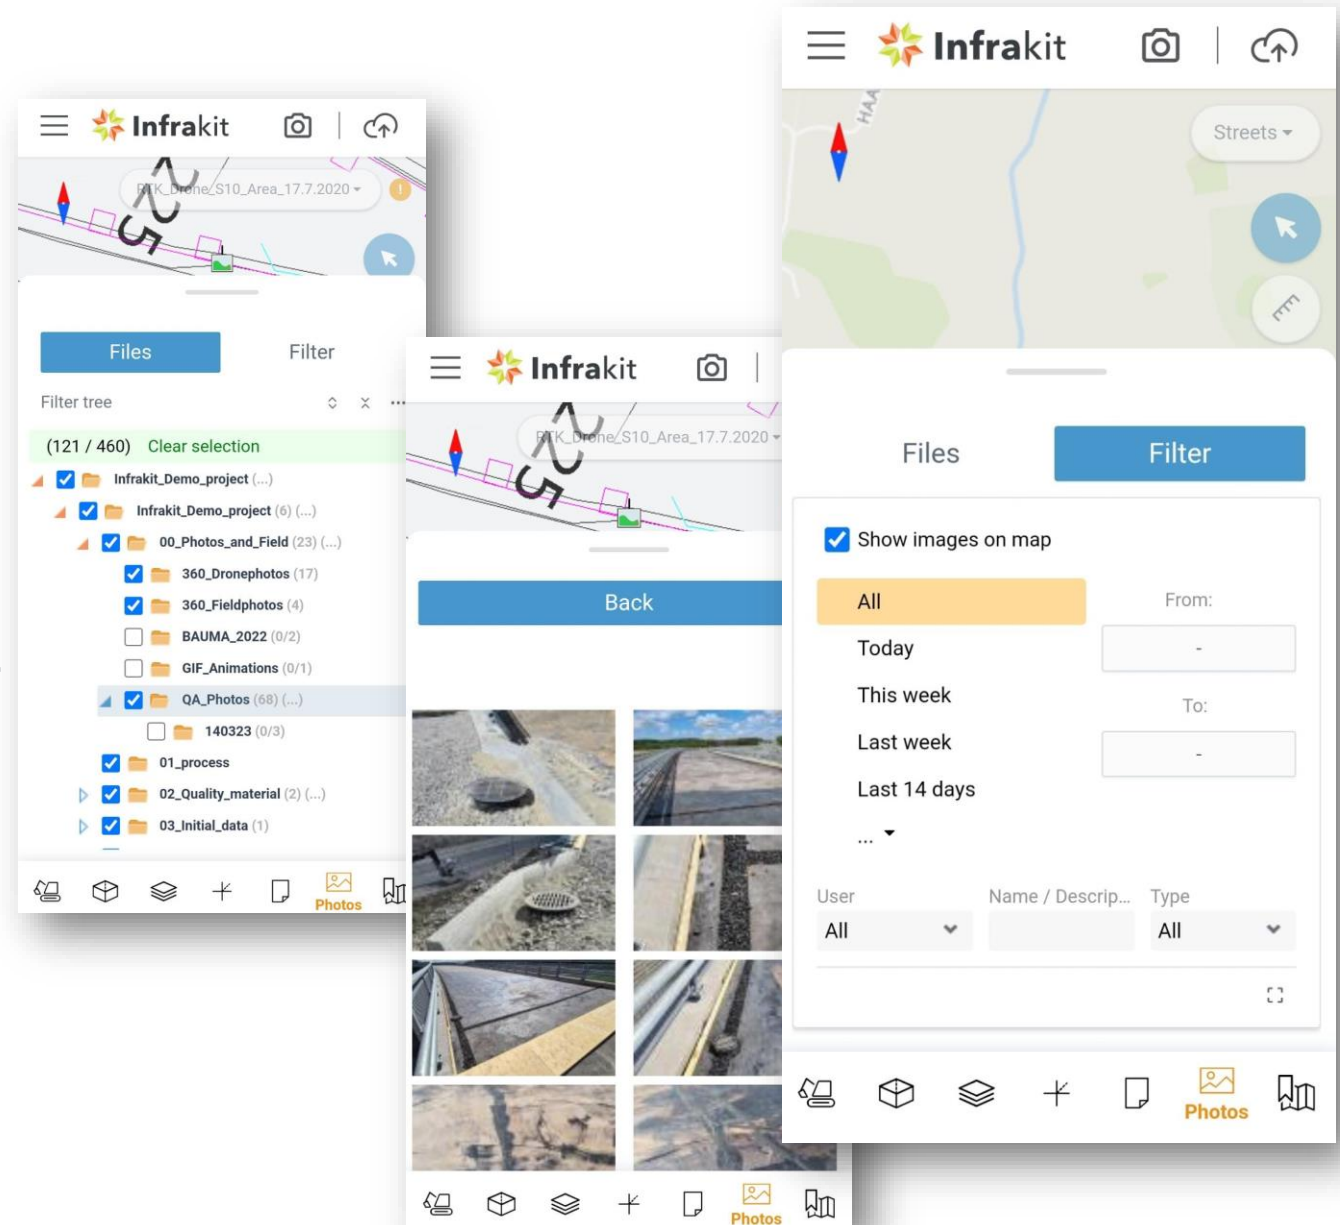 Infrakit
RTK_Drone_S10_Area_17.7.2020
225
Files Filter
Filter tree
(121 / 460) Clear selection
Infrakit_Demo_project (...)
Infrakit_Demo_project (6) (...)
00_Photos_and_Field (23) (...)
360_Dronephotos (17)
360_Fieldphotos (4)
BAUMA_2022 (0/2)
GIF_Animations (0/1)
QA_Photos (68) (...)
140323 (0/3)
01_process
02_Quality_material (2) (...)
03_Initial_data (1)
Photos
Infrakit
RTK_Drone_S10_Area_17.7.2020
225
Back
Photos
Infrakit
HAA
Streets
Files Filter
Show images on map
All
Today
This week
Last week
Last 14 days
...
From:
-
To:
-
User Name / Descrip... Type
All All
Photos